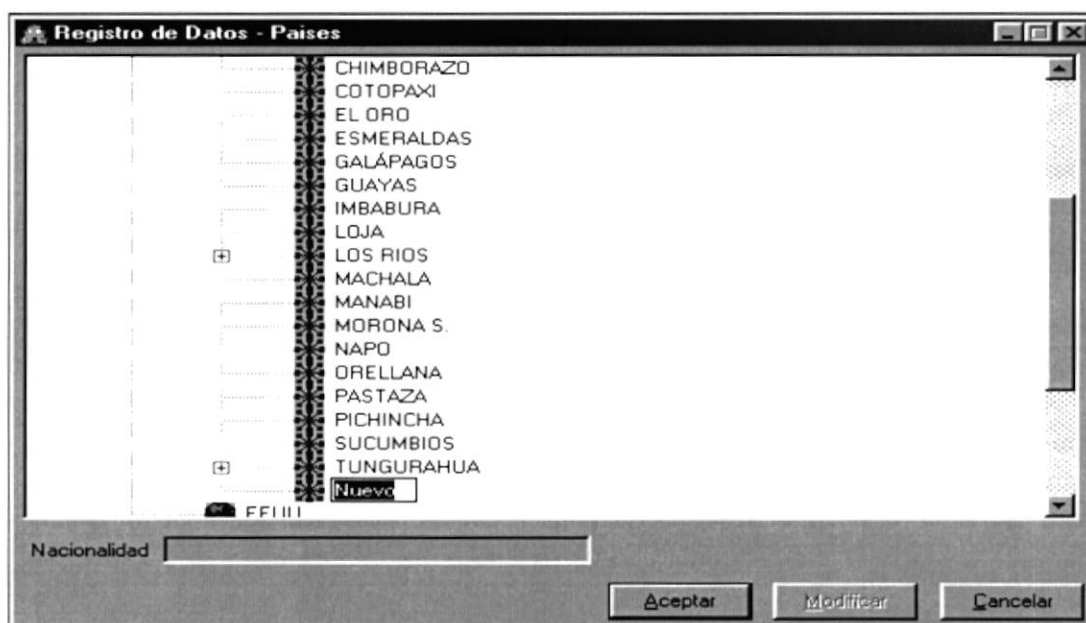 Registro de Datos - Paises
CHIMBORAZO
COTOPAXI
EL ORO
ESMERALDAS
GALÁPAGOS
GUAYAS
IMBABURA
LOJA
LOS RIOS
MACHALA
MANABI
MORONA S.
NAPO
ORELLANA
PASTAZA
PICHINCHA
SUCUMBIOS
TUNGURAHUA
Nuevo
EEUU
Nacionalidad
Aceptar Modificar Cancelar